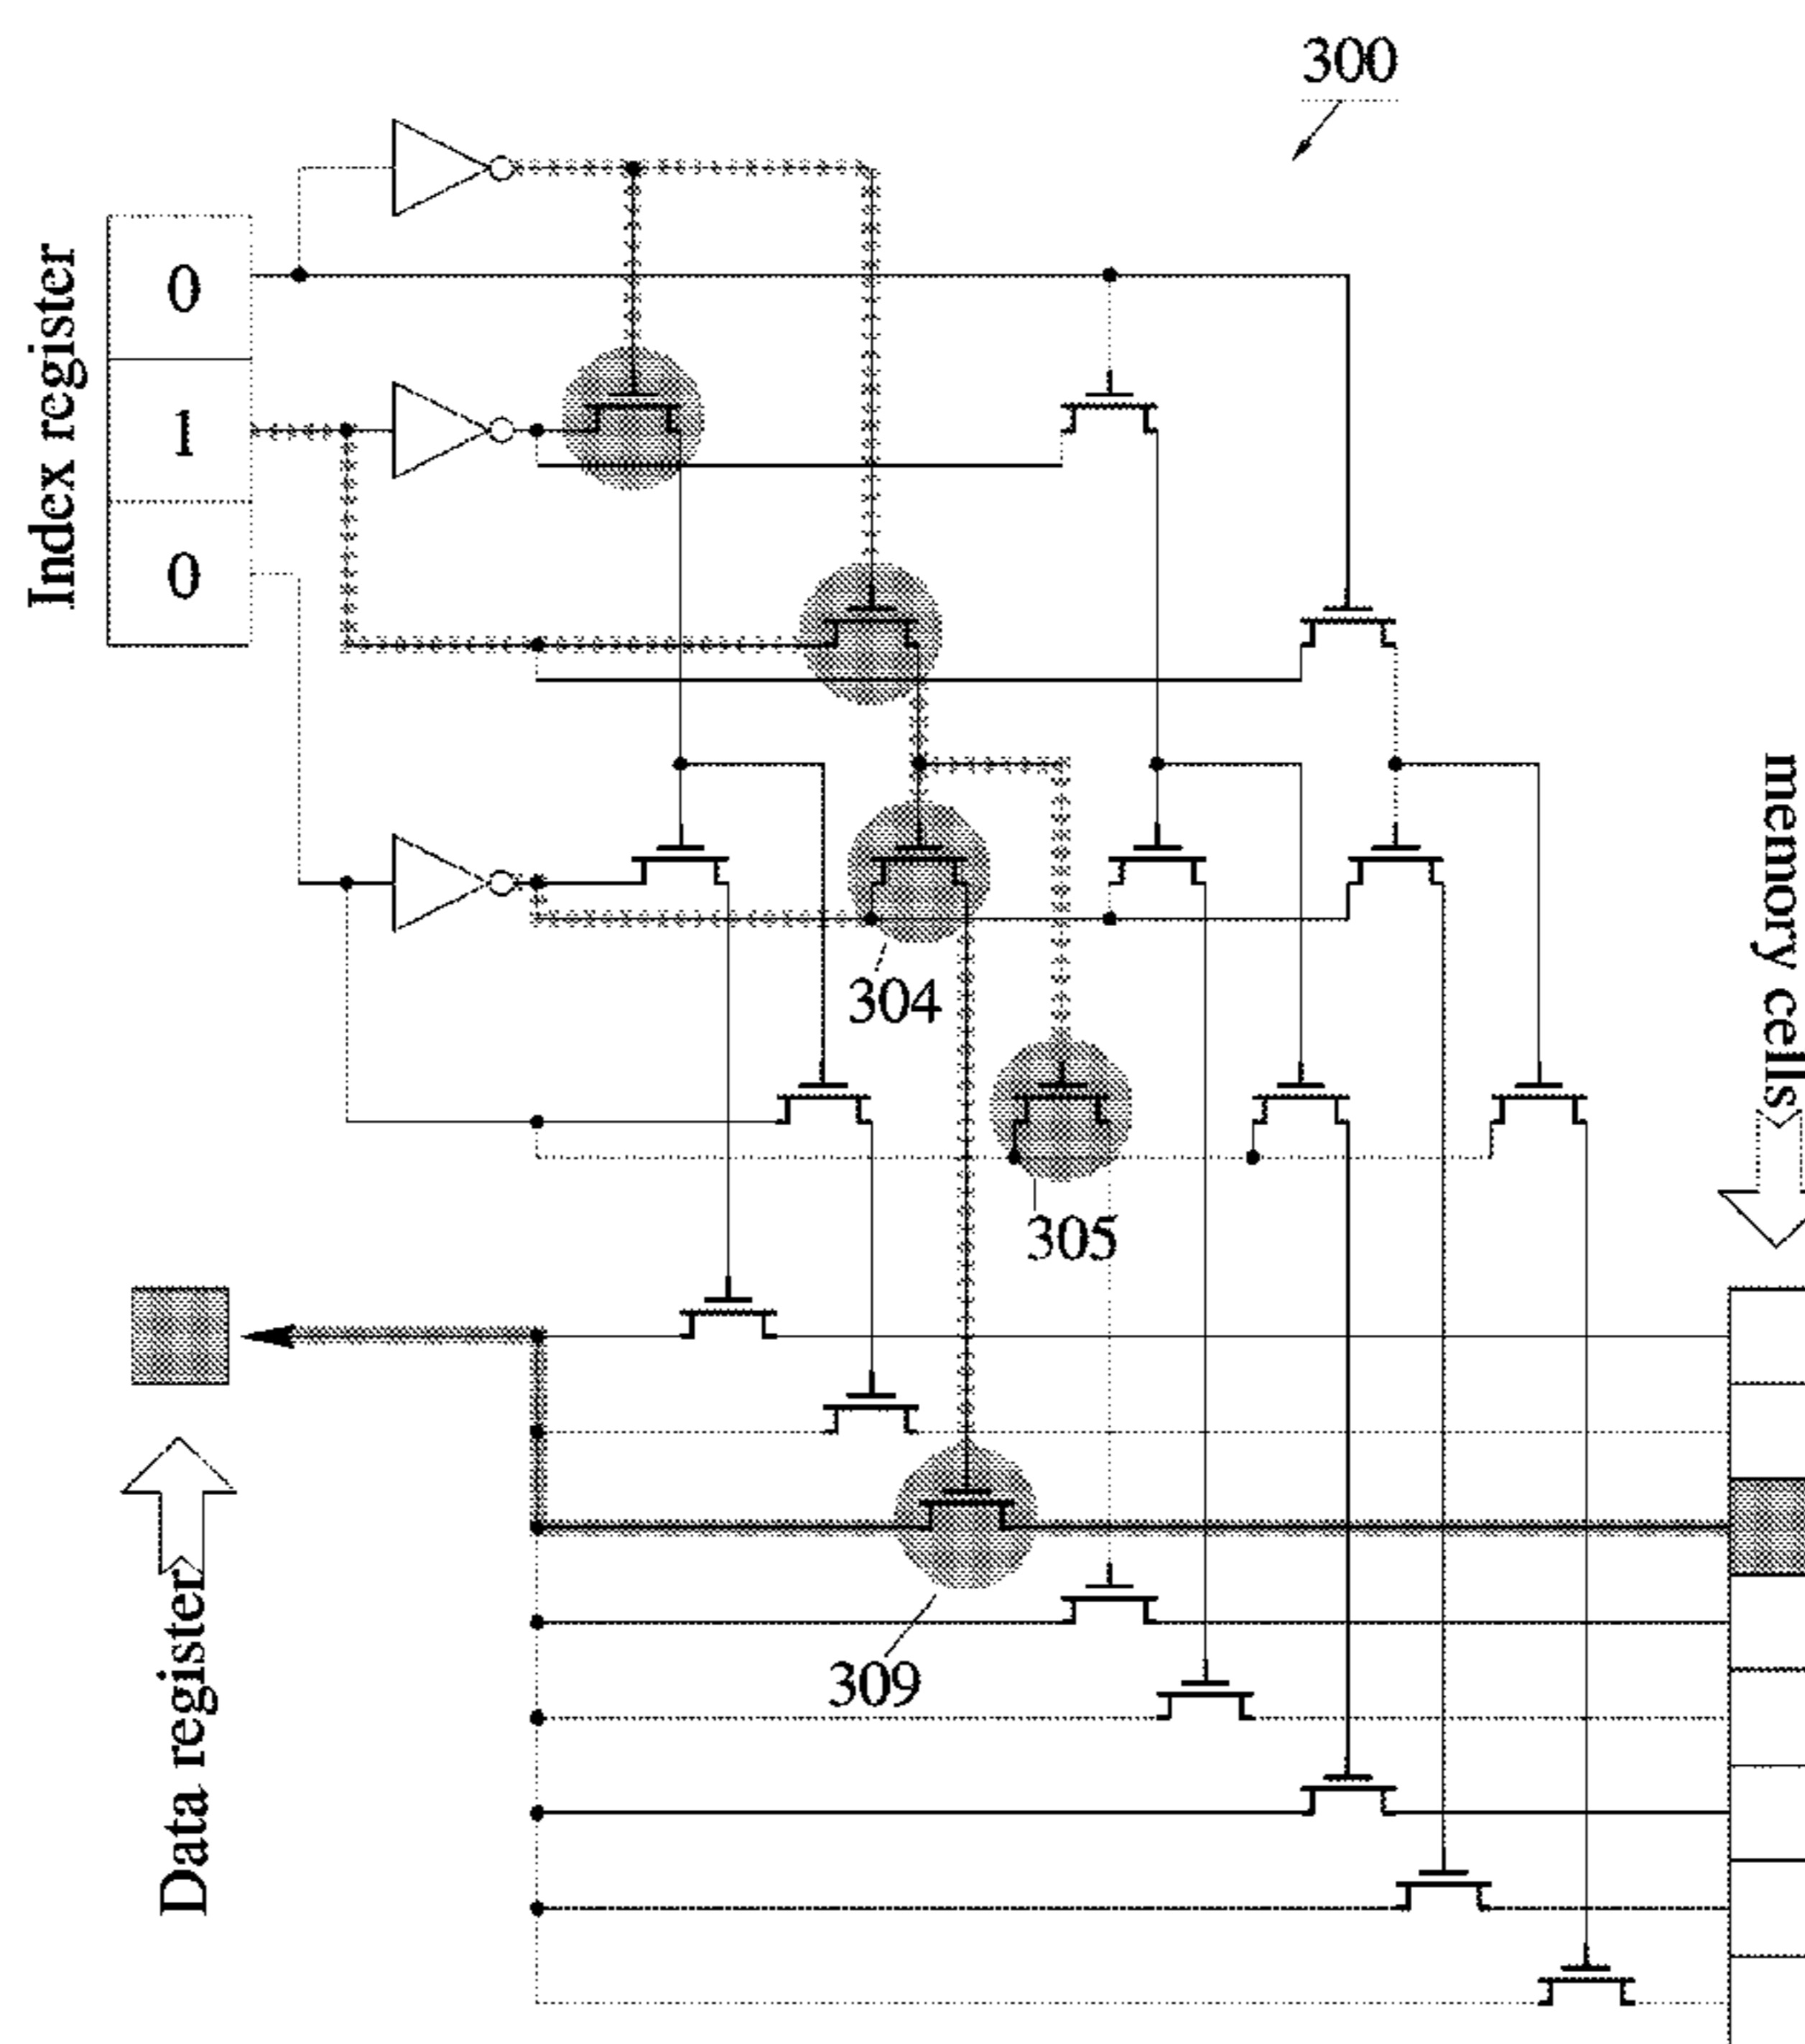 300
Index register
0
1
0
memory cells
304
305
309
Data register